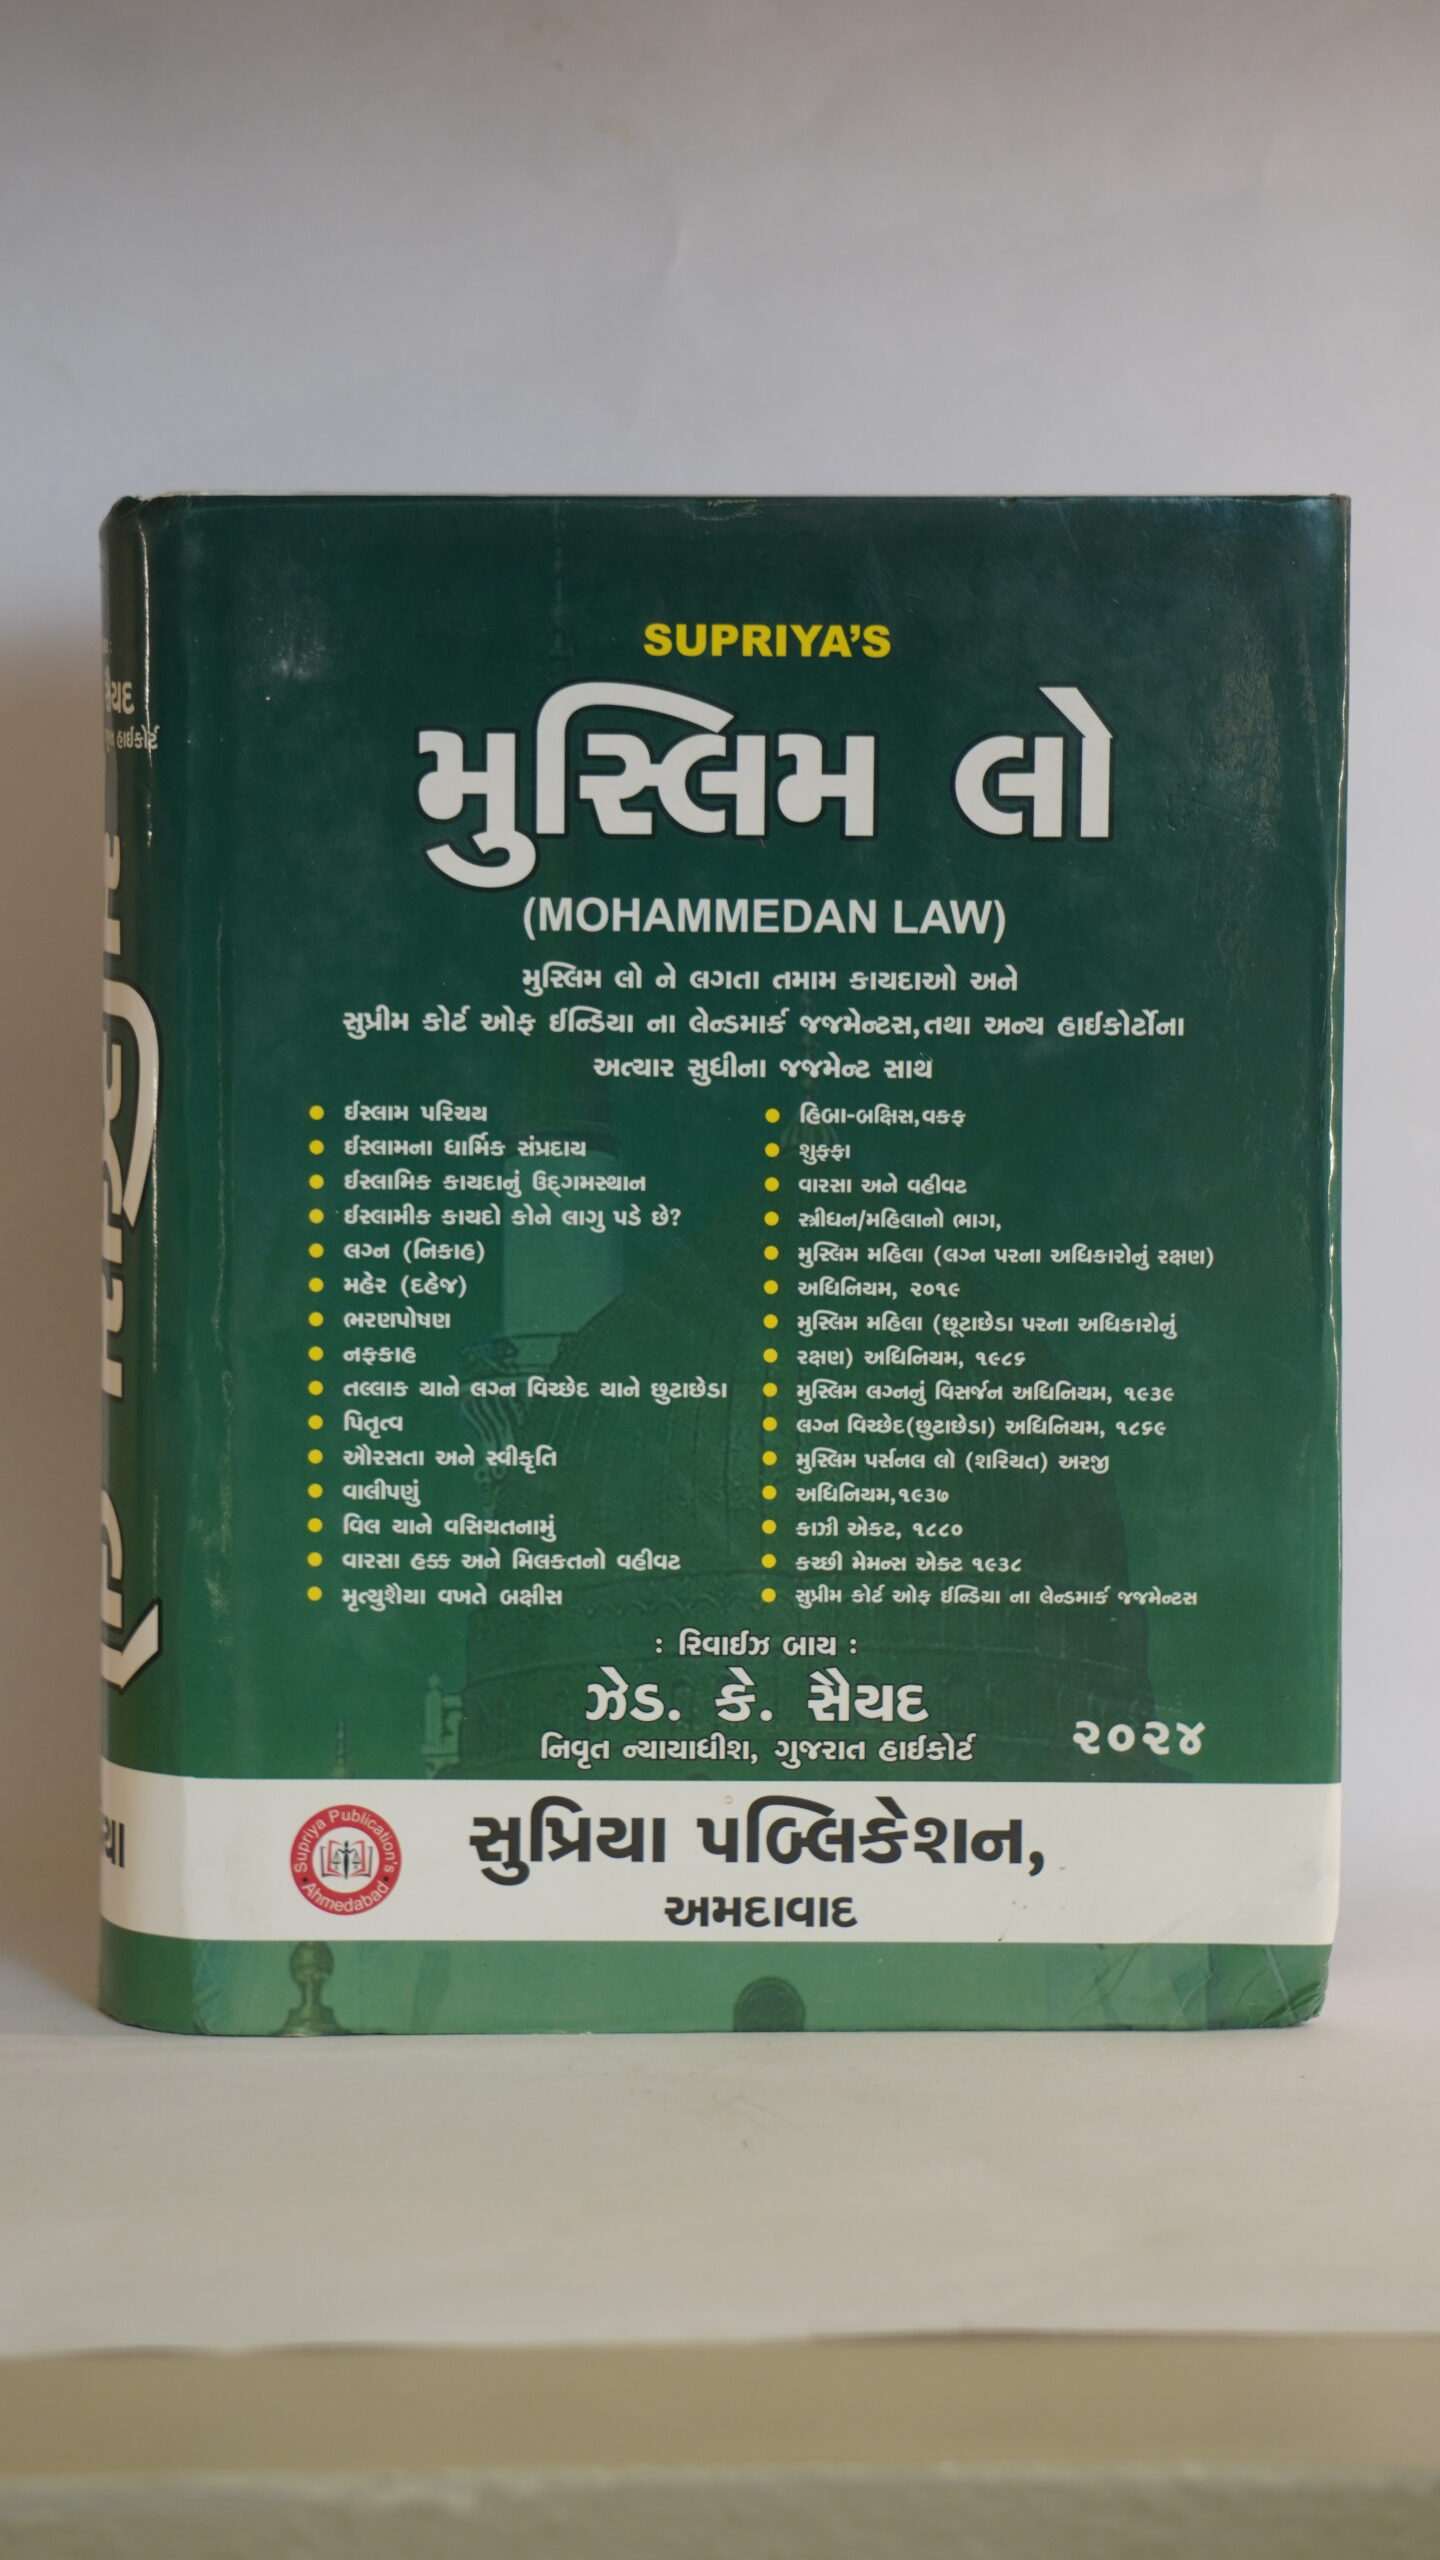 SUPRIYA'S
મુસ્લિમ લો
(MOHAMMEDAN LAW)
મુસ્લિમ લો ને લગતા તમામ કાયદાઓ અને
સુપ્રીમ કોર્ટ ઓફ ઈન્ડિયા ના લેન્ડમાર્ક જજમેન્ટસ,તથા અન્ય હાઈકોર્ટોના
અત્યાર સુધીના જજમેન્ટ સાથ
ઈસ્લામ પરિચય
ઈસ્લામના ધાર્મિક સંપ્રદાય
ઈસ્લામિક કાયદાનું ઉદ્‌ગમસ્થાન
ઈસ્લામીક કાયદો કોને લાગુ પડે છે?
લગ્ન (નિકાહ)
મહેર (દહેજ)
ભરણપોષણ
નફકાહ
તલ્લાક યાને લગ્ન વિચ્છેદ યાને છુટાછેડા
પિતૃત્વ
ઔરસતા અને સ્વીકૃતિ
વાલીપણું
વિલ યાને વસિયતનામું
વારસા હક્ક અને મિલકતનો વહીવટ
મૃત્યુશૈયા વખતે બક્ષીસ
હિબા-બક્ષિસ,વકફ
શુફફા
વારસા અને વહીવટ
સ્ત્રીધન/મહિલાનો ભાગ,
મુસ્લિમ મહિલા (લગ્ન પરના અધિકારોનું રક્ષણ)
અધિનિયમ, ૨૦૧૯
મુસ્લિમ મહિલા (છૂટાછેડા પરના અધિકારોનું
રક્ષણ) અધિનિયમ, ૧૯૮૬
મુસ્લિમ લગ્નનું વિસર્જન અધિનિયમ, ૧૯૩૯
લગ્ન વિચ્છેદ(છુટાછેડા) અધિનિયમ, ૧૮૬૯
મુસ્લિમ પર્સનલ લો (શરિયત) અરજી
અધિનિયમ,૧૯૩૭
કાઝી એકટ, ૧૮૮૦
કચ્છી મેમન્સ એક્ટ ૧૯૩૮
સુપ્રીમ કોર્ટ ઓફ ઈન્ડિયા ના લેન્ડમાર્ક જજમેન્ટસ
: રિવાઈઝ બાય :
ઝેડ. કે. સૈયદ
નિવૃત ન્યાયાધીશ, ગુજરાત હાઈકોર્ટ
૨૦૨૪
Supriya Publication's
Ahmedabad
સુપ્રિયા પબ્લિકેશન,
અમદાવાદ